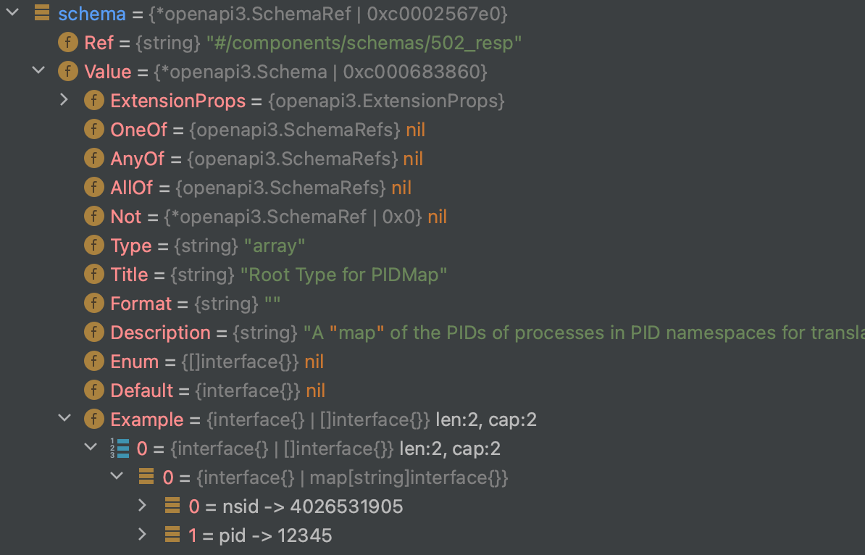 schema = {*openapi3.SchemaRef | 0xc0002567e0}
f Ref = {string} "#/components/schemas/502_resp"
f Value = {*openapi3.Schema | 0xc000683860}
f ExtensionProps = {openapi3.ExtensionProps}
f OneOf = {openapi3.SchemaRefs} nil
f AnyOf = {openapi3.SchemaRefs} nil
f AllOf = {openapi3.SchemaRefs} nil
f Not = {*openapi3.SchemaRef | 0x0} nil
f Type = {string} "array"
f Title = {string} "Root Type for PIDMap"
f Format = {string} ""
f Description = {string} "A "map" of the PIDs of processes in PID namespaces for transla
f Enum = {[]interface{}} nil
f Default = {interface{}} nil
f Example = {interface{} | []interface{}} len:2, cap:2
0 = {interface{} | []interface{}} len:2, cap:2
0 = {interface{} | map[string]interface{}}
0 = nsid -> 4026531905
1 = pid -> 12345